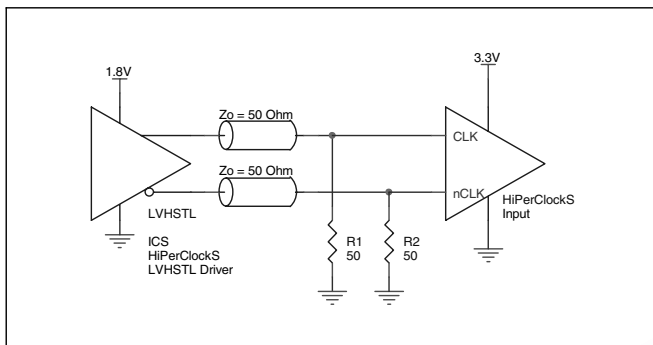 1.8V
3.3V
Zo = 50 Ohm
CLK
Zo = 50 Ohm
nCLK
HiPerClockS
Input
LVHSTL
ICS
HiPerClockS
LVHSTL Driver
R1
50
R2
50